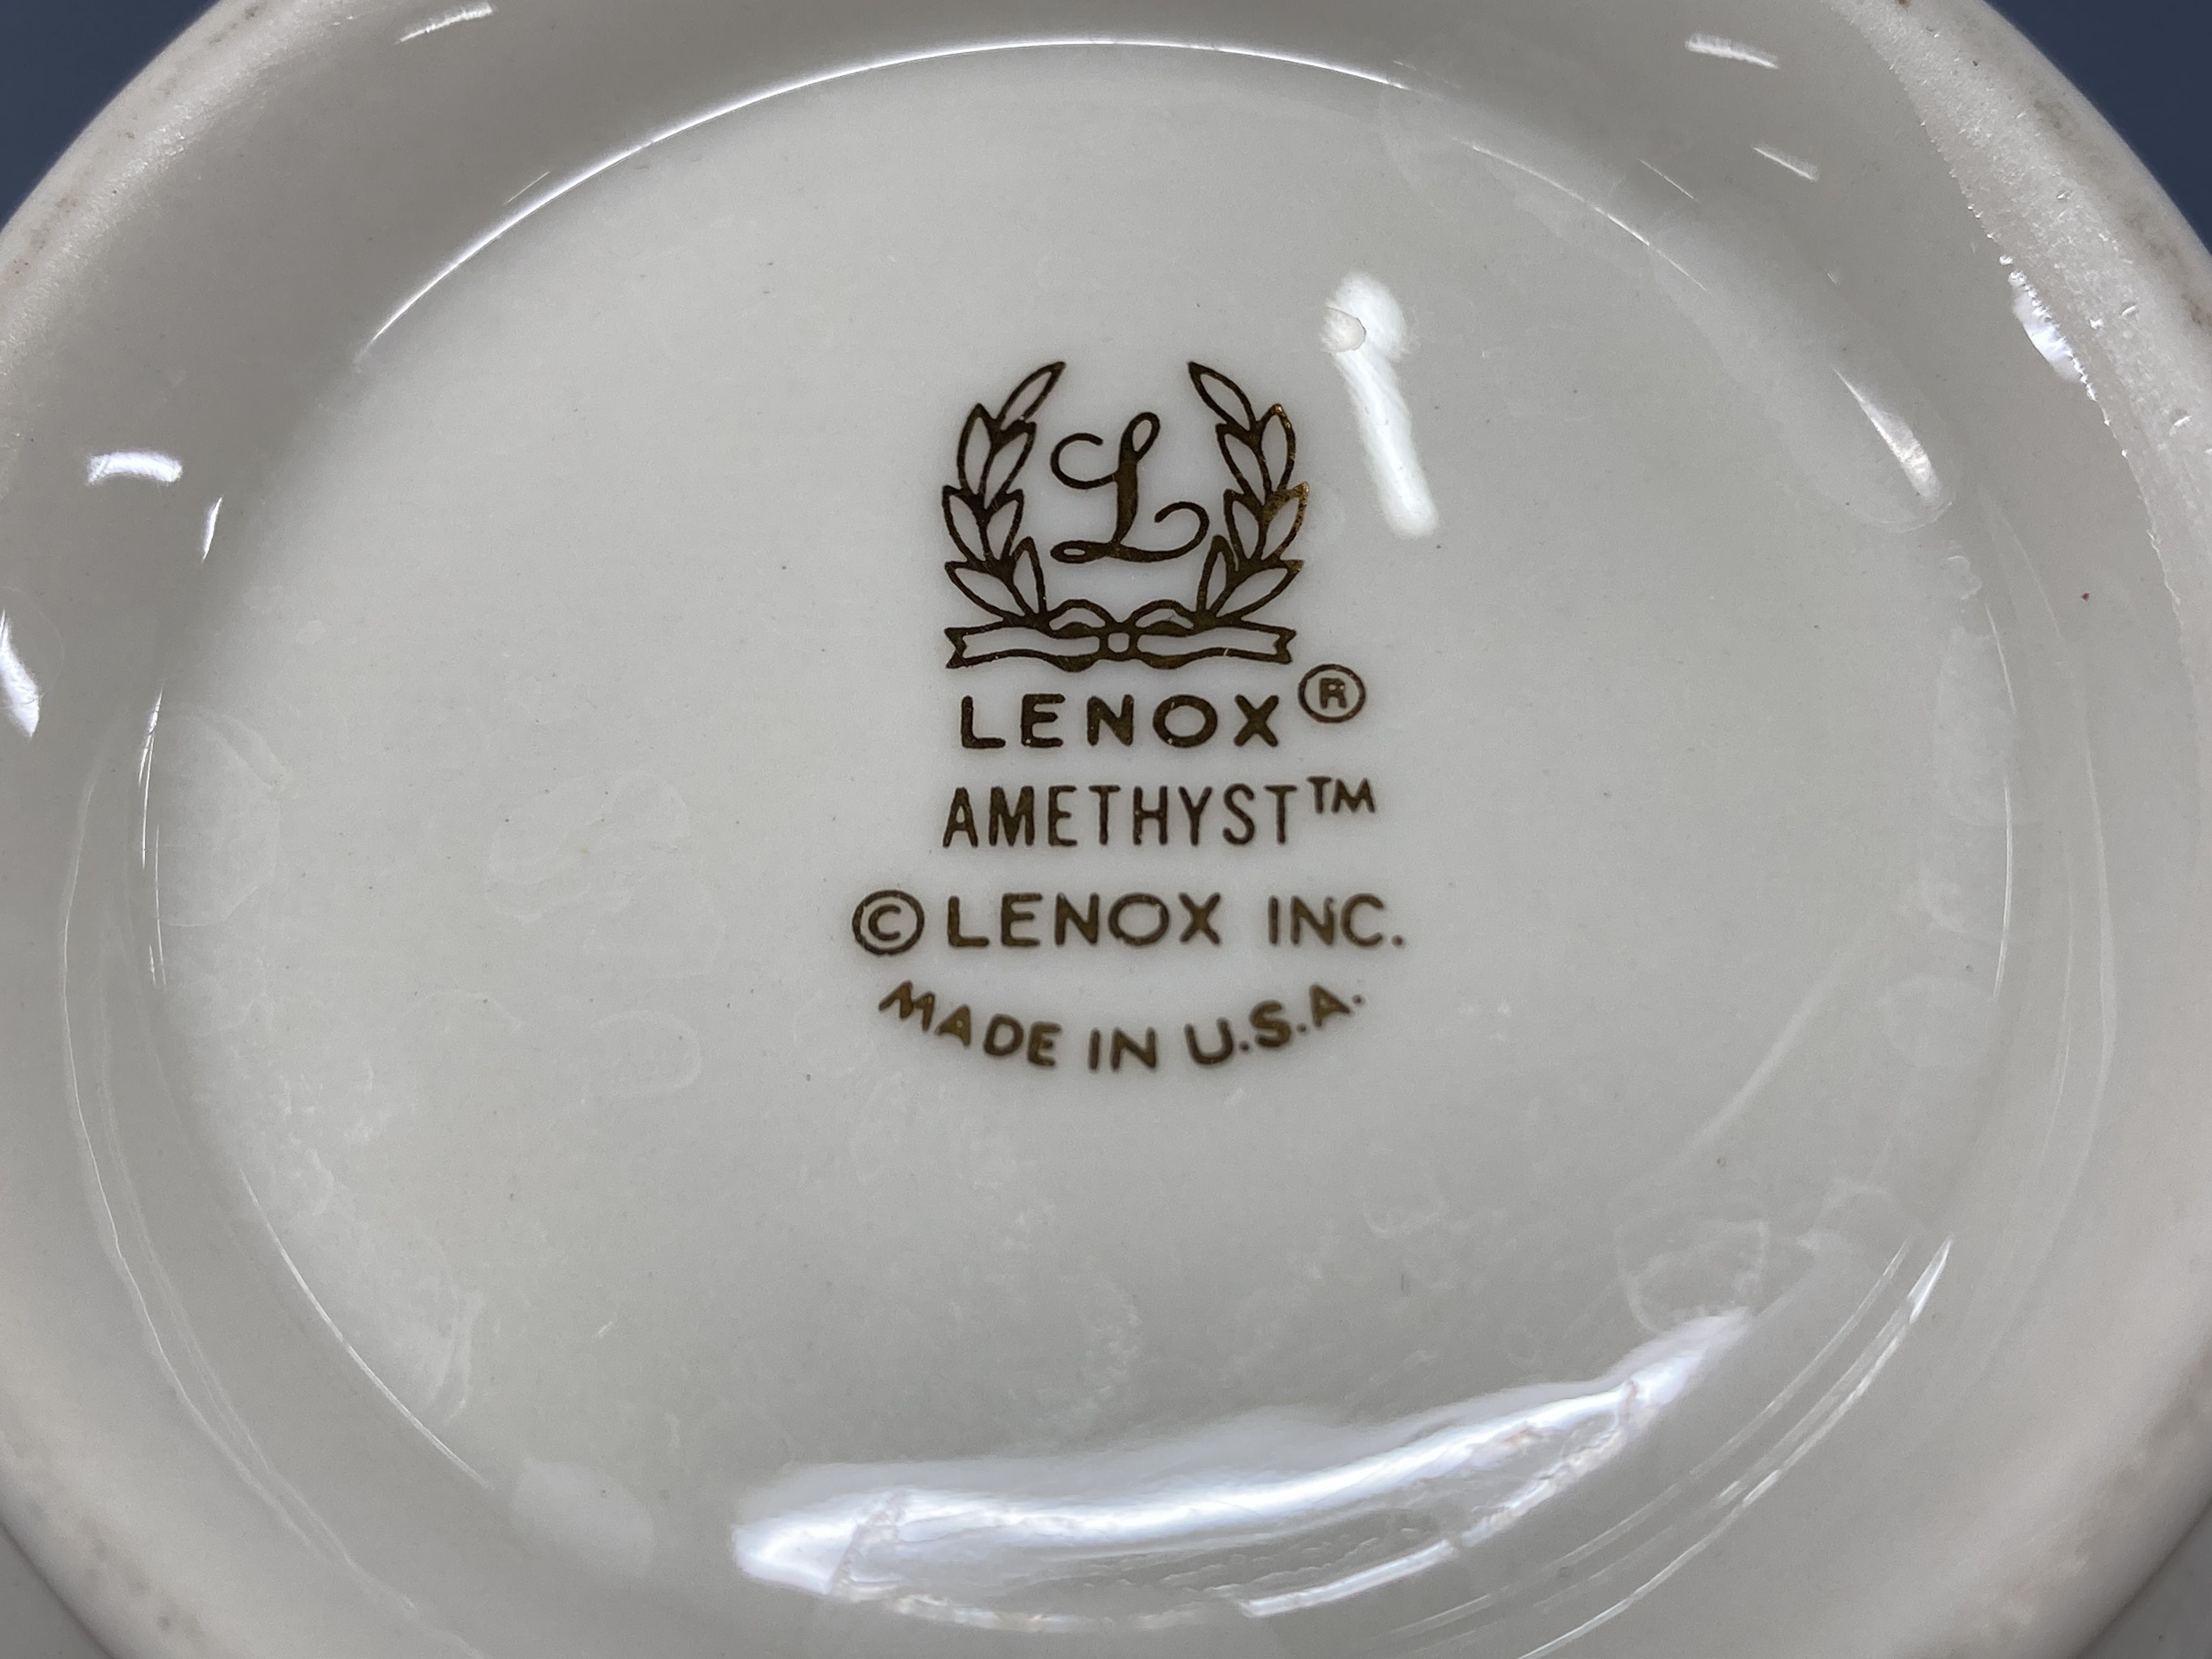 L
LENOX®
AMETHYST™
©LENOX INC.
MADE IN U.S.A.